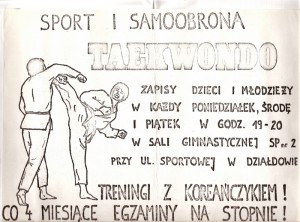 SPORT I SAMOOBRONA
TAEKWONDO
ZAPISY DZIECI I MŁODZIEŻY
W KAŻDY PONIEDZIAŁEK, ŚRODĘ
I PIĄTEK W GODZ. 19-20
W SALI GIMNASTYCZNEJ SP nr 2
PRZY UL. SPORTOWEJ W DZIAŁDOWIE
TRENINGI Z KOREAŃCZYKIEM!
CO 4 MIESIĄCE EGZAMINY NA STOPNIE!